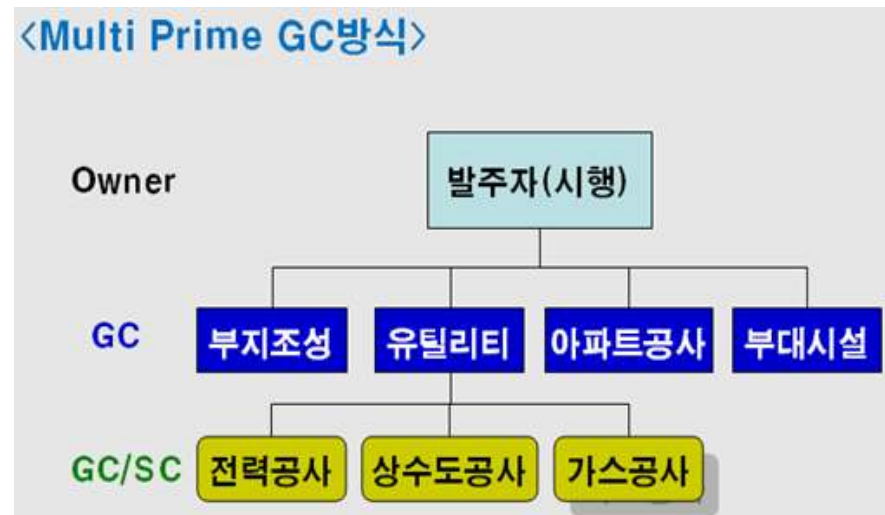 <Multi Prime GC방식>
Owner
발주자(시행)
GC
부지조성
유틸리티
아파트공사
부대시설
GC/SC
전력공사
상수도공사
가스공사